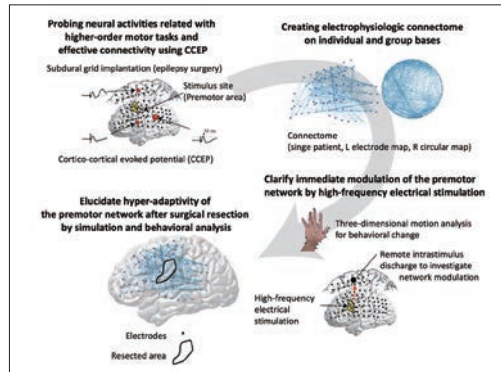 Probing neural activities related with
higher-order motor tasks and
effective connectivity using CCEP
Subdural grid implantation (epilepsy surgery)
Stimulus site
(Premotor area)
Cortico-cortical evoked potential (CCEP)
Creating electrophysiologic connectome
on individual and group bases
Connectome
(singe patient, L electrode map, R circular map)
Elucidate hyper-adaptivity of
the premotor network after surgical resection
by simulation and behavioral analysis
Electrodes
Resected area
Clarify immediate modulation of the premotor
network by high-frequency electrical stimulation
Three-dimensional motion analysis
for behavioral change
Remote intrastimulus
discharge to investigate
network modulation
High-frequency
electrical
stimulation